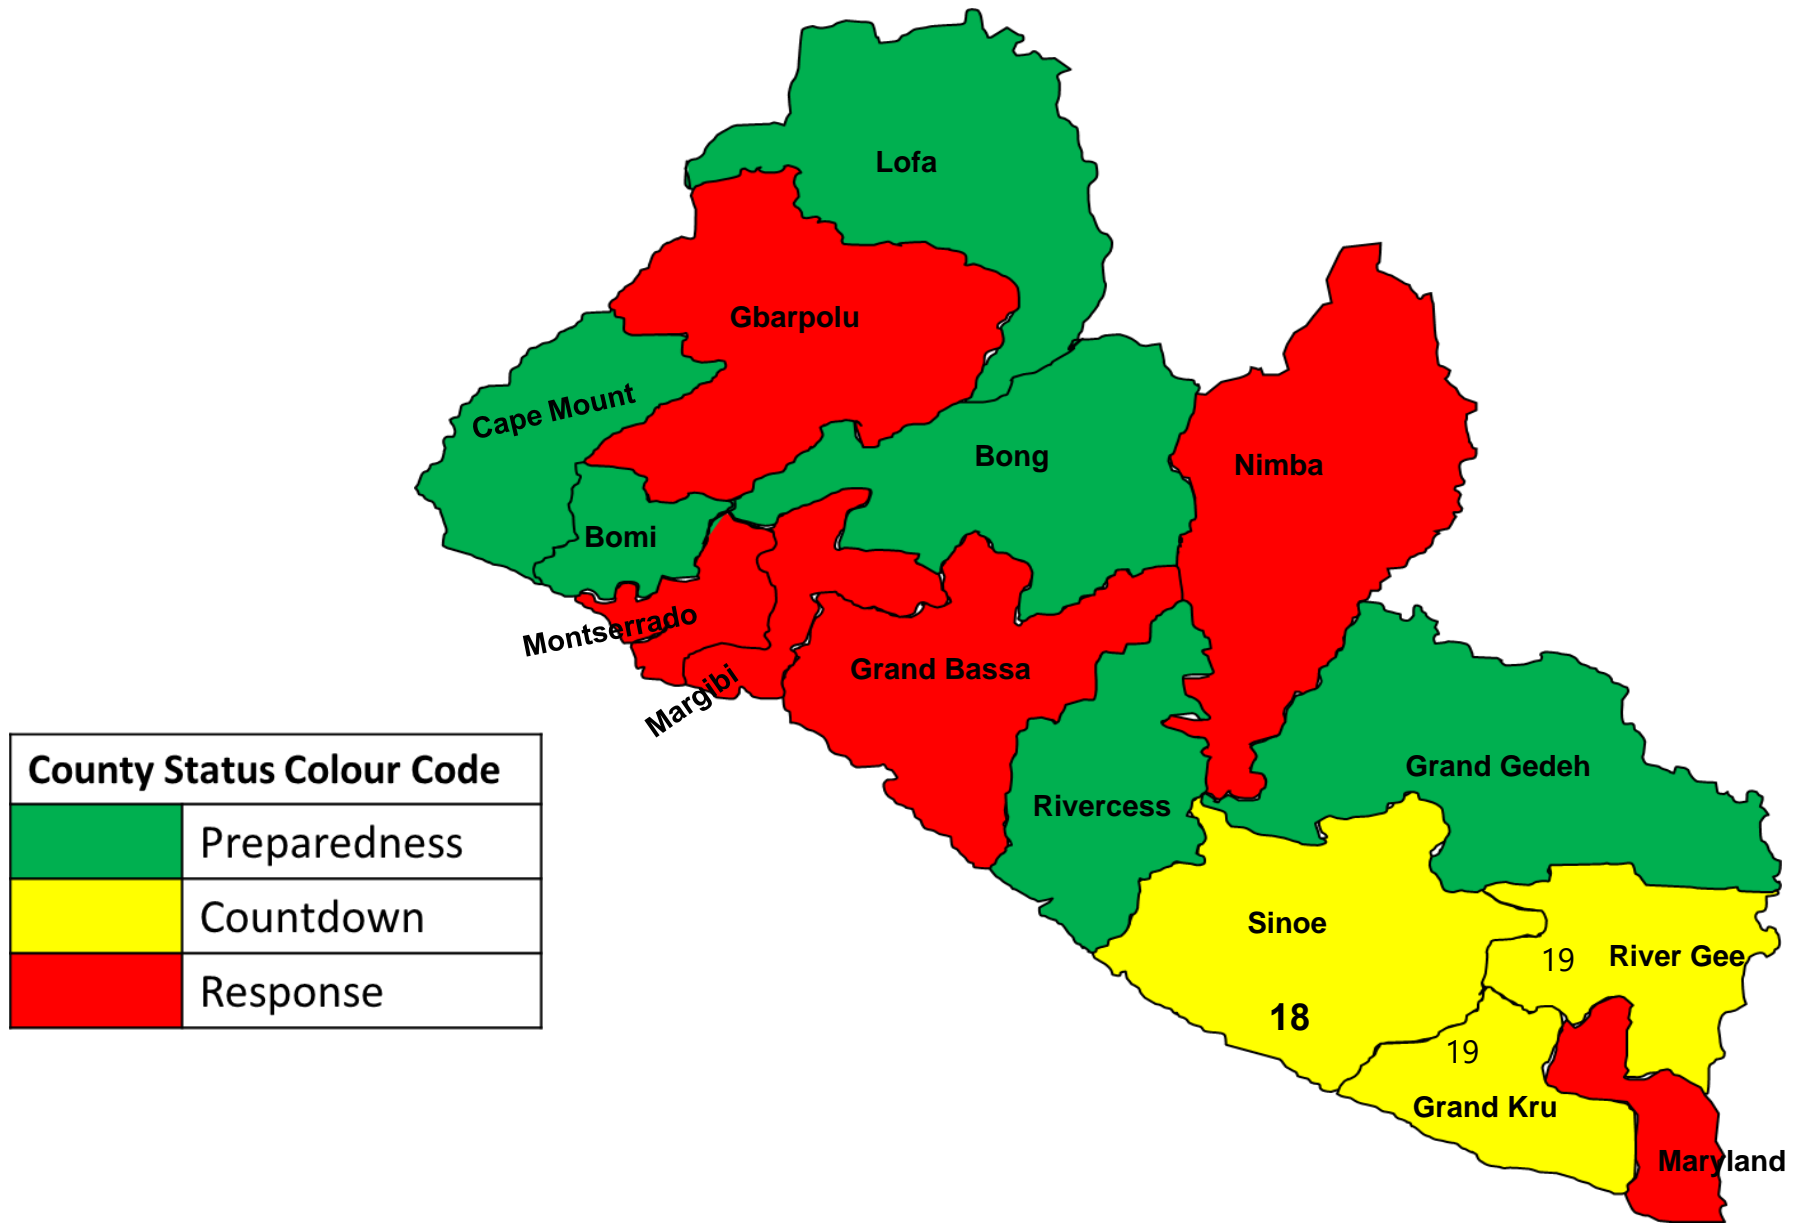 Lofa
Gbarpolu
Cape Mount
Bong
Nimba
Bomi
Montserrado
Margibi
Grand Bassa
Grand Gedeh
Rivercess
Sinoe
18
19
River Gee
19
Grand Kru
Maryland
County Status Colour Code
Preparedness
Countdown
Response